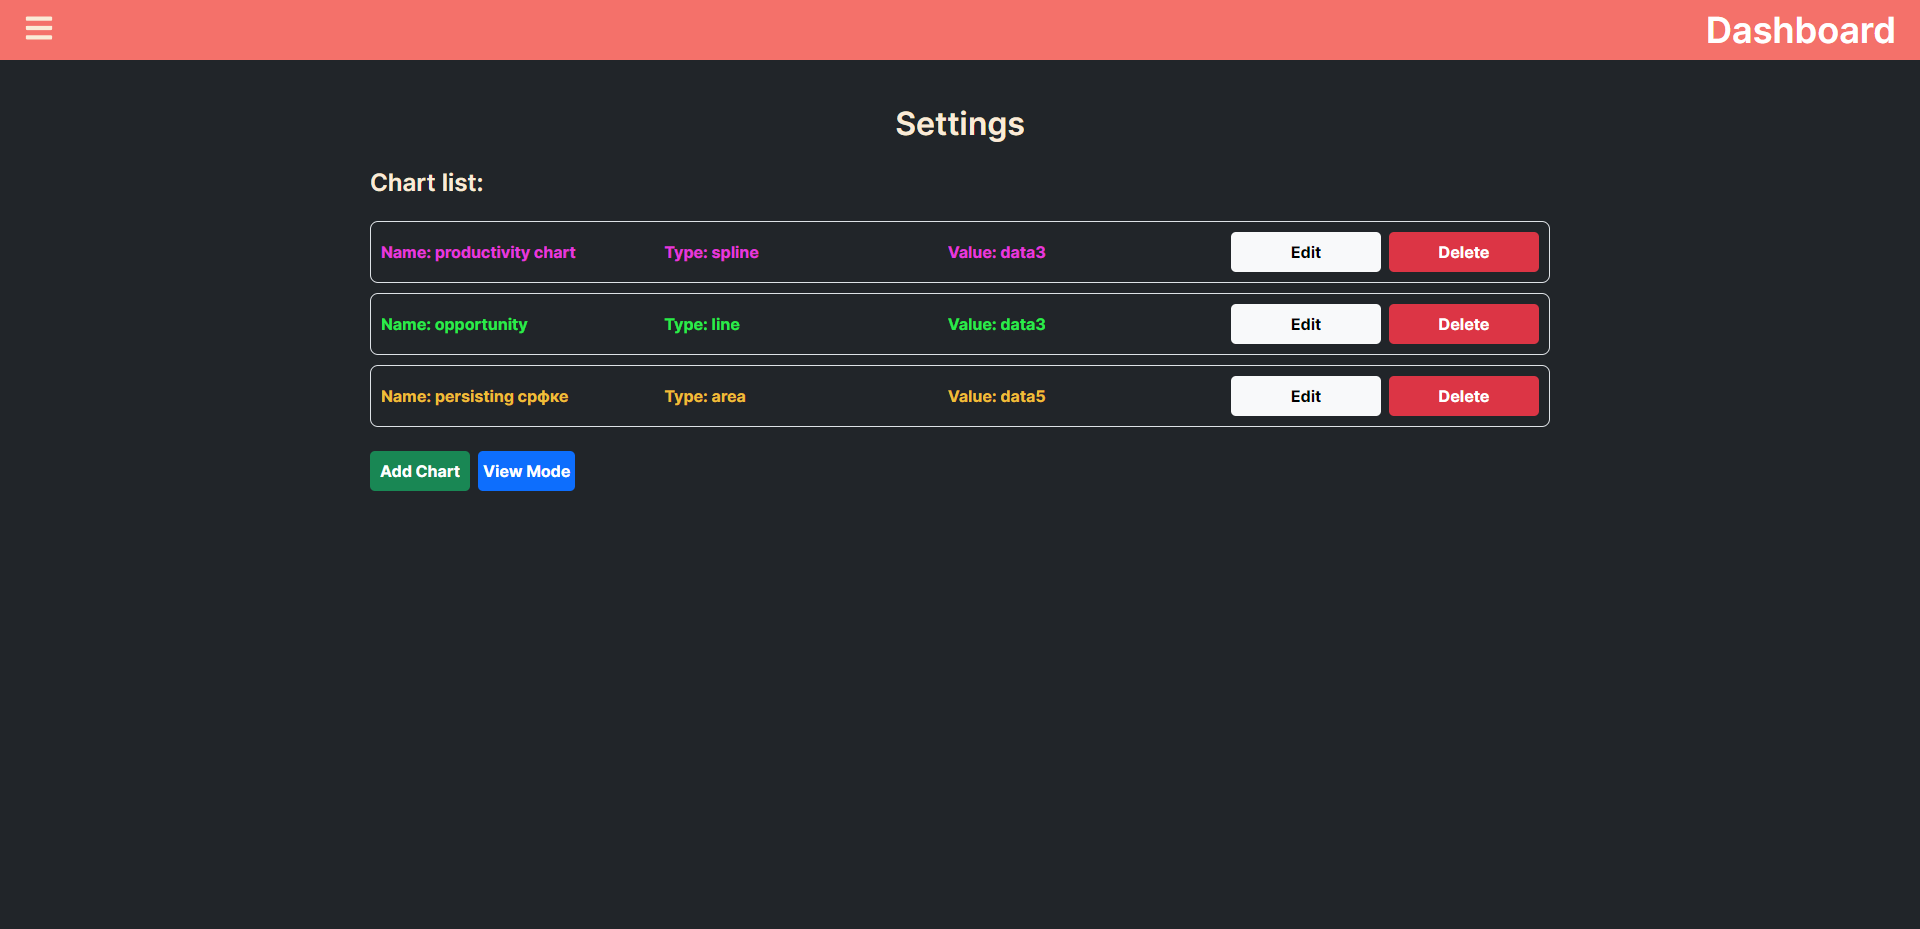 Dashboard
Settings
Chart list:
Name: productivity chart Type: spline Value: data3 Edit Delete
Name: opportunity Type: line Value: data3 Edit Delete
Name: persisting срфке Type: area Value: data5 Edit Delete
Add Chart View Mode